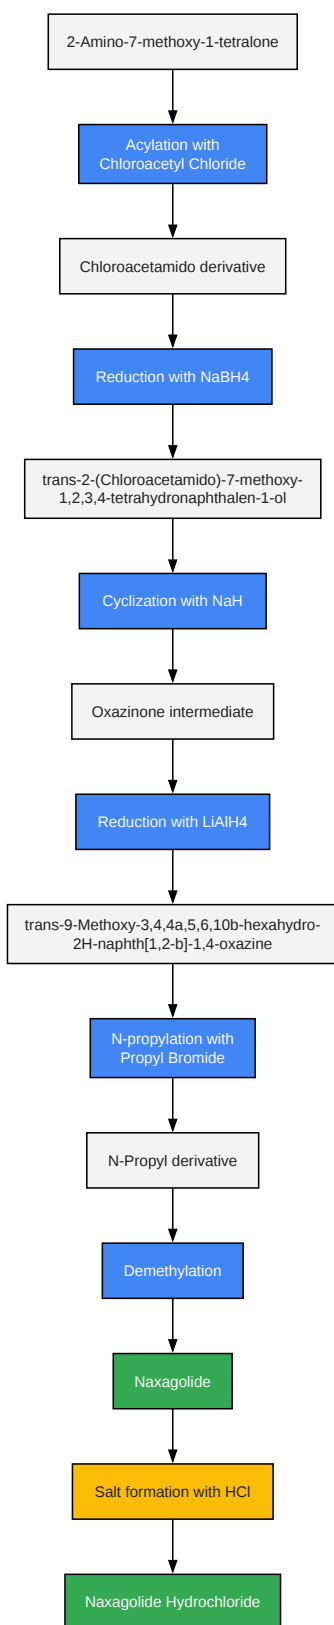 2-Amino-7-methoxy-1-tetralone
Acylation with
Chloroacetyl Chloride
Chloroacetamido derivative
Reduction with NaBH4
trans-2-(Chloroacetamido)-7-methoxy-
1,2,3,4-tetrahydronaphthalen-1-ol
Cyclization with NaH
Oxazinone intermediate
Reduction with LiAlH4
trans-9-Methoxy-3,4,4a,5,6,10b-hexahydro-
2H-naphth[1,2-b]-1,4-oxazine
N-propylation with
Propyl Bromide
N-Propyl derivative
Demethylation
Naxagolide
Salt formation with HCl
Naxagolide Hydrochloride